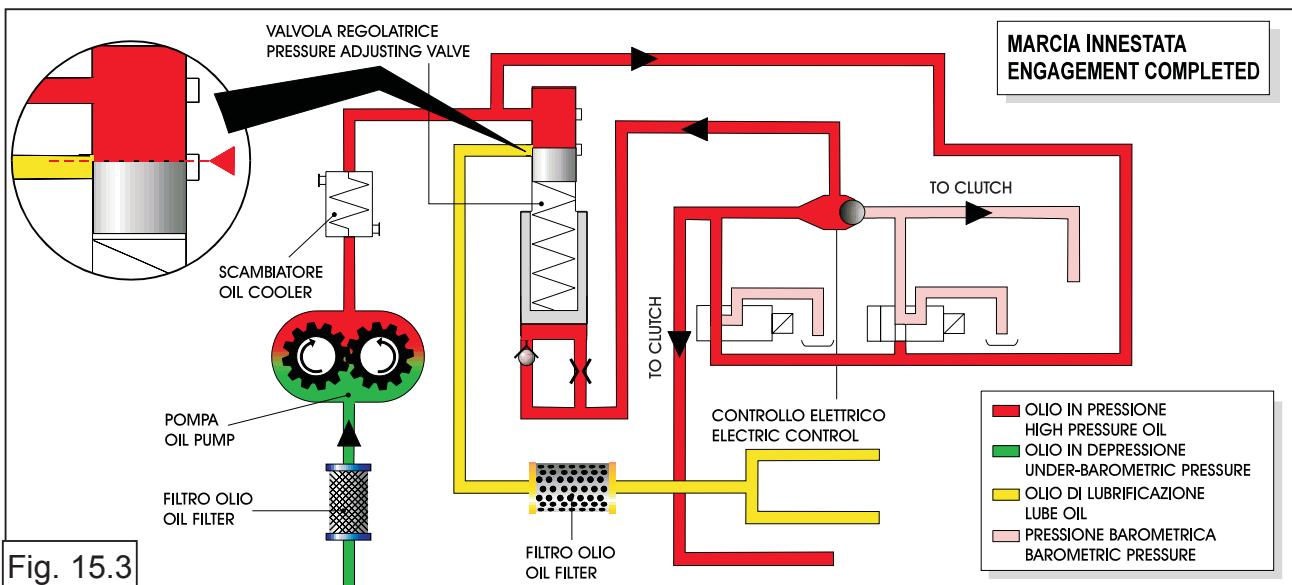 VALVOLA REGOLATRICE
PRESSURE ADJUSTING VALVE
MARCIA INNESTATA
ENGAGEMENT COMPLETED
TO CLUTCH
SCAMBIATORE
OIL COOLER
TO CLUTCH
POMPA
OIL PUMP
CONTROLLO ELETTRICO
ELECTRIC CONTROL
OLIO IN PRESSIONE
HIGH PRESSURE OIL
OLIO IN DEPRESSIONE
UNDER-BAROMETRIC PRESSURE
OLIO DI LUBRIFICAZIONE
LUBE OIL
PRESSIONE BAROMETRICA
BAROMETRIC PRESSURE
FILTRO OLIO
OIL FILTER
FILTRO OLIO
OIL FILTER
Fig. 15.3